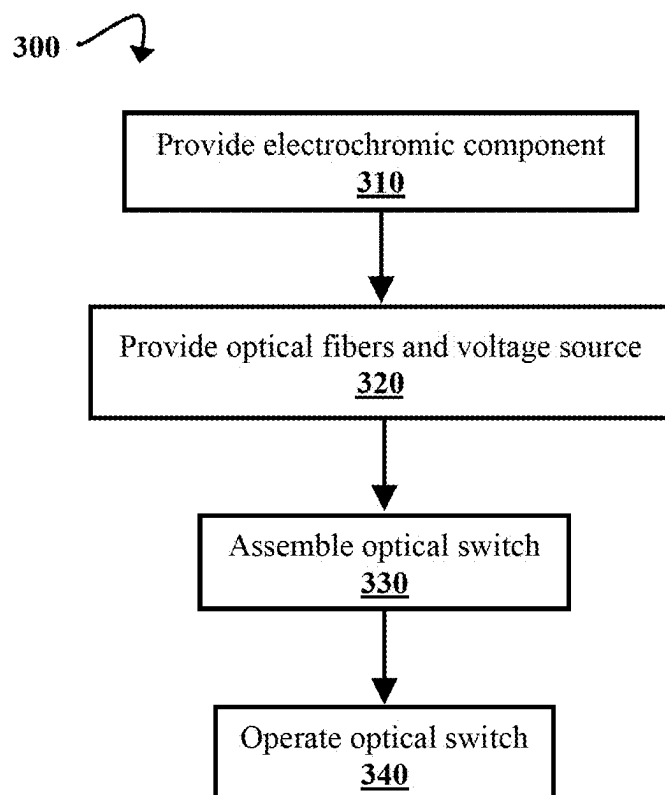 300
Provide electrochromic component
310
Provide optical fibers and voltage source
320
Assemble optical switch
330
Operate optical switch
340